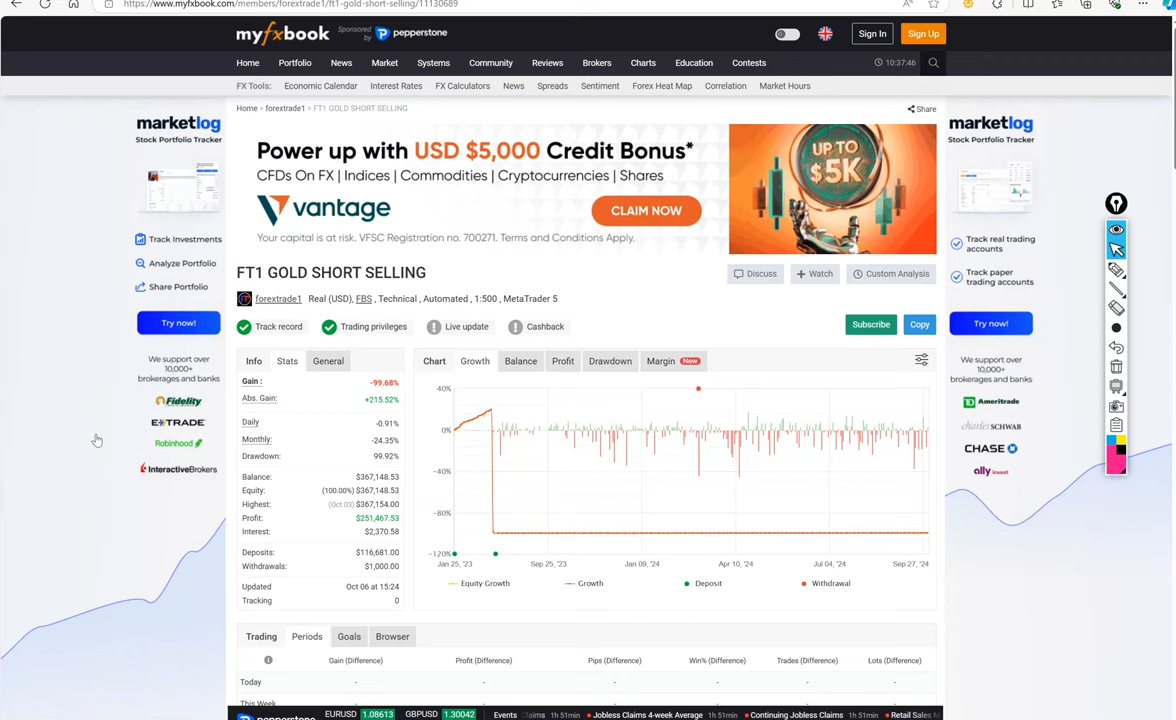 https://www.myfxbook.com/members/forextrade1/ft1-gold-short-selling/11130689
myfxbook Sponsored by pepperstone Sign In Sign Up
Home Portfolio News Market Systems Community Reviews Brokers Charts Education Contests 10:37:46
FX Tools: Economic Calendar Interest Rates FX Calculators News Spreads Sentiment Forex Heat Map Correlation Market Hours
Home > forextrade1 > FT1 GOLD SHORT SELLING Share
marketlog
Stock Portfolio Tracker
Track Investments
Analyze Portfolio
Share Portfolio
Try now!
We support over
10,000+
brokerages and banks
Fidelity
E*TRADE
Robinhood
InteractiveBrokers
Power up with USD $5,000 Credit Bonus*
CFDs On FX | Indices | Commodities | Cryptocurrencies | Shares
vantage
CLAIM NOW
Your capital is at risk. VFSC Registration no. 700271. Terms and Conditions Apply.
UP TO
$5K
marketlog
Stock Portfolio Tracker
Track real trading
accounts
Track paper
trading accounts
Try now!
We support over
10,000+
brokerages and banks
Ameritrade
charles SCHWAB
CHASE
ally invest
FT1 GOLD SHORT SELLING Discuss Watch Custom Analysis
forextrade1 Real (USD), FBS , Technical , Automated , 1:500 , MetaTrader 5
Track record Trading privileges Live update Cashback Subscribe Copy
Info Stats General
Gain : -99.68%
Abs. Gain: +215.52%
Daily -0.91%
Monthly: -24.35%
Drawdown: 99.92%
Balance: $367,148.53
Equity: (100.00%) $367,148.53
Highest: (Oct 03) $367,154.00
Profit: $251,467.53
Interest: $2,370.58
Deposits: $116,681.00
Withdrawals: $1,000.00
Updated Oct 06 at 15:24
Tracking 0
Chart Growth Balance Profit Drawdown Margin New
40%
0%
-40%
-80%
-120%
Jan 25, '23 Sep 25, '23 Jan 09, '24 Apr 10, '24 Jul 04, '24 Sep 27, '24
Equity Growth Growth Deposit Withdrawal
Trading Periods Goals Browser
Gain (Difference) Profit (Difference) Pips (Difference) Win% (Difference) Trades (Difference) Lots (Difference)
Today - - - - - -
This Week
pepperstone EURUSD 1.08613 GBPUSD 1.30042 Events Claims 1h 51min Jobless Claims 4-week Average 1h 51min Continuing Jobless Claims 1h 51min Retail Sales M